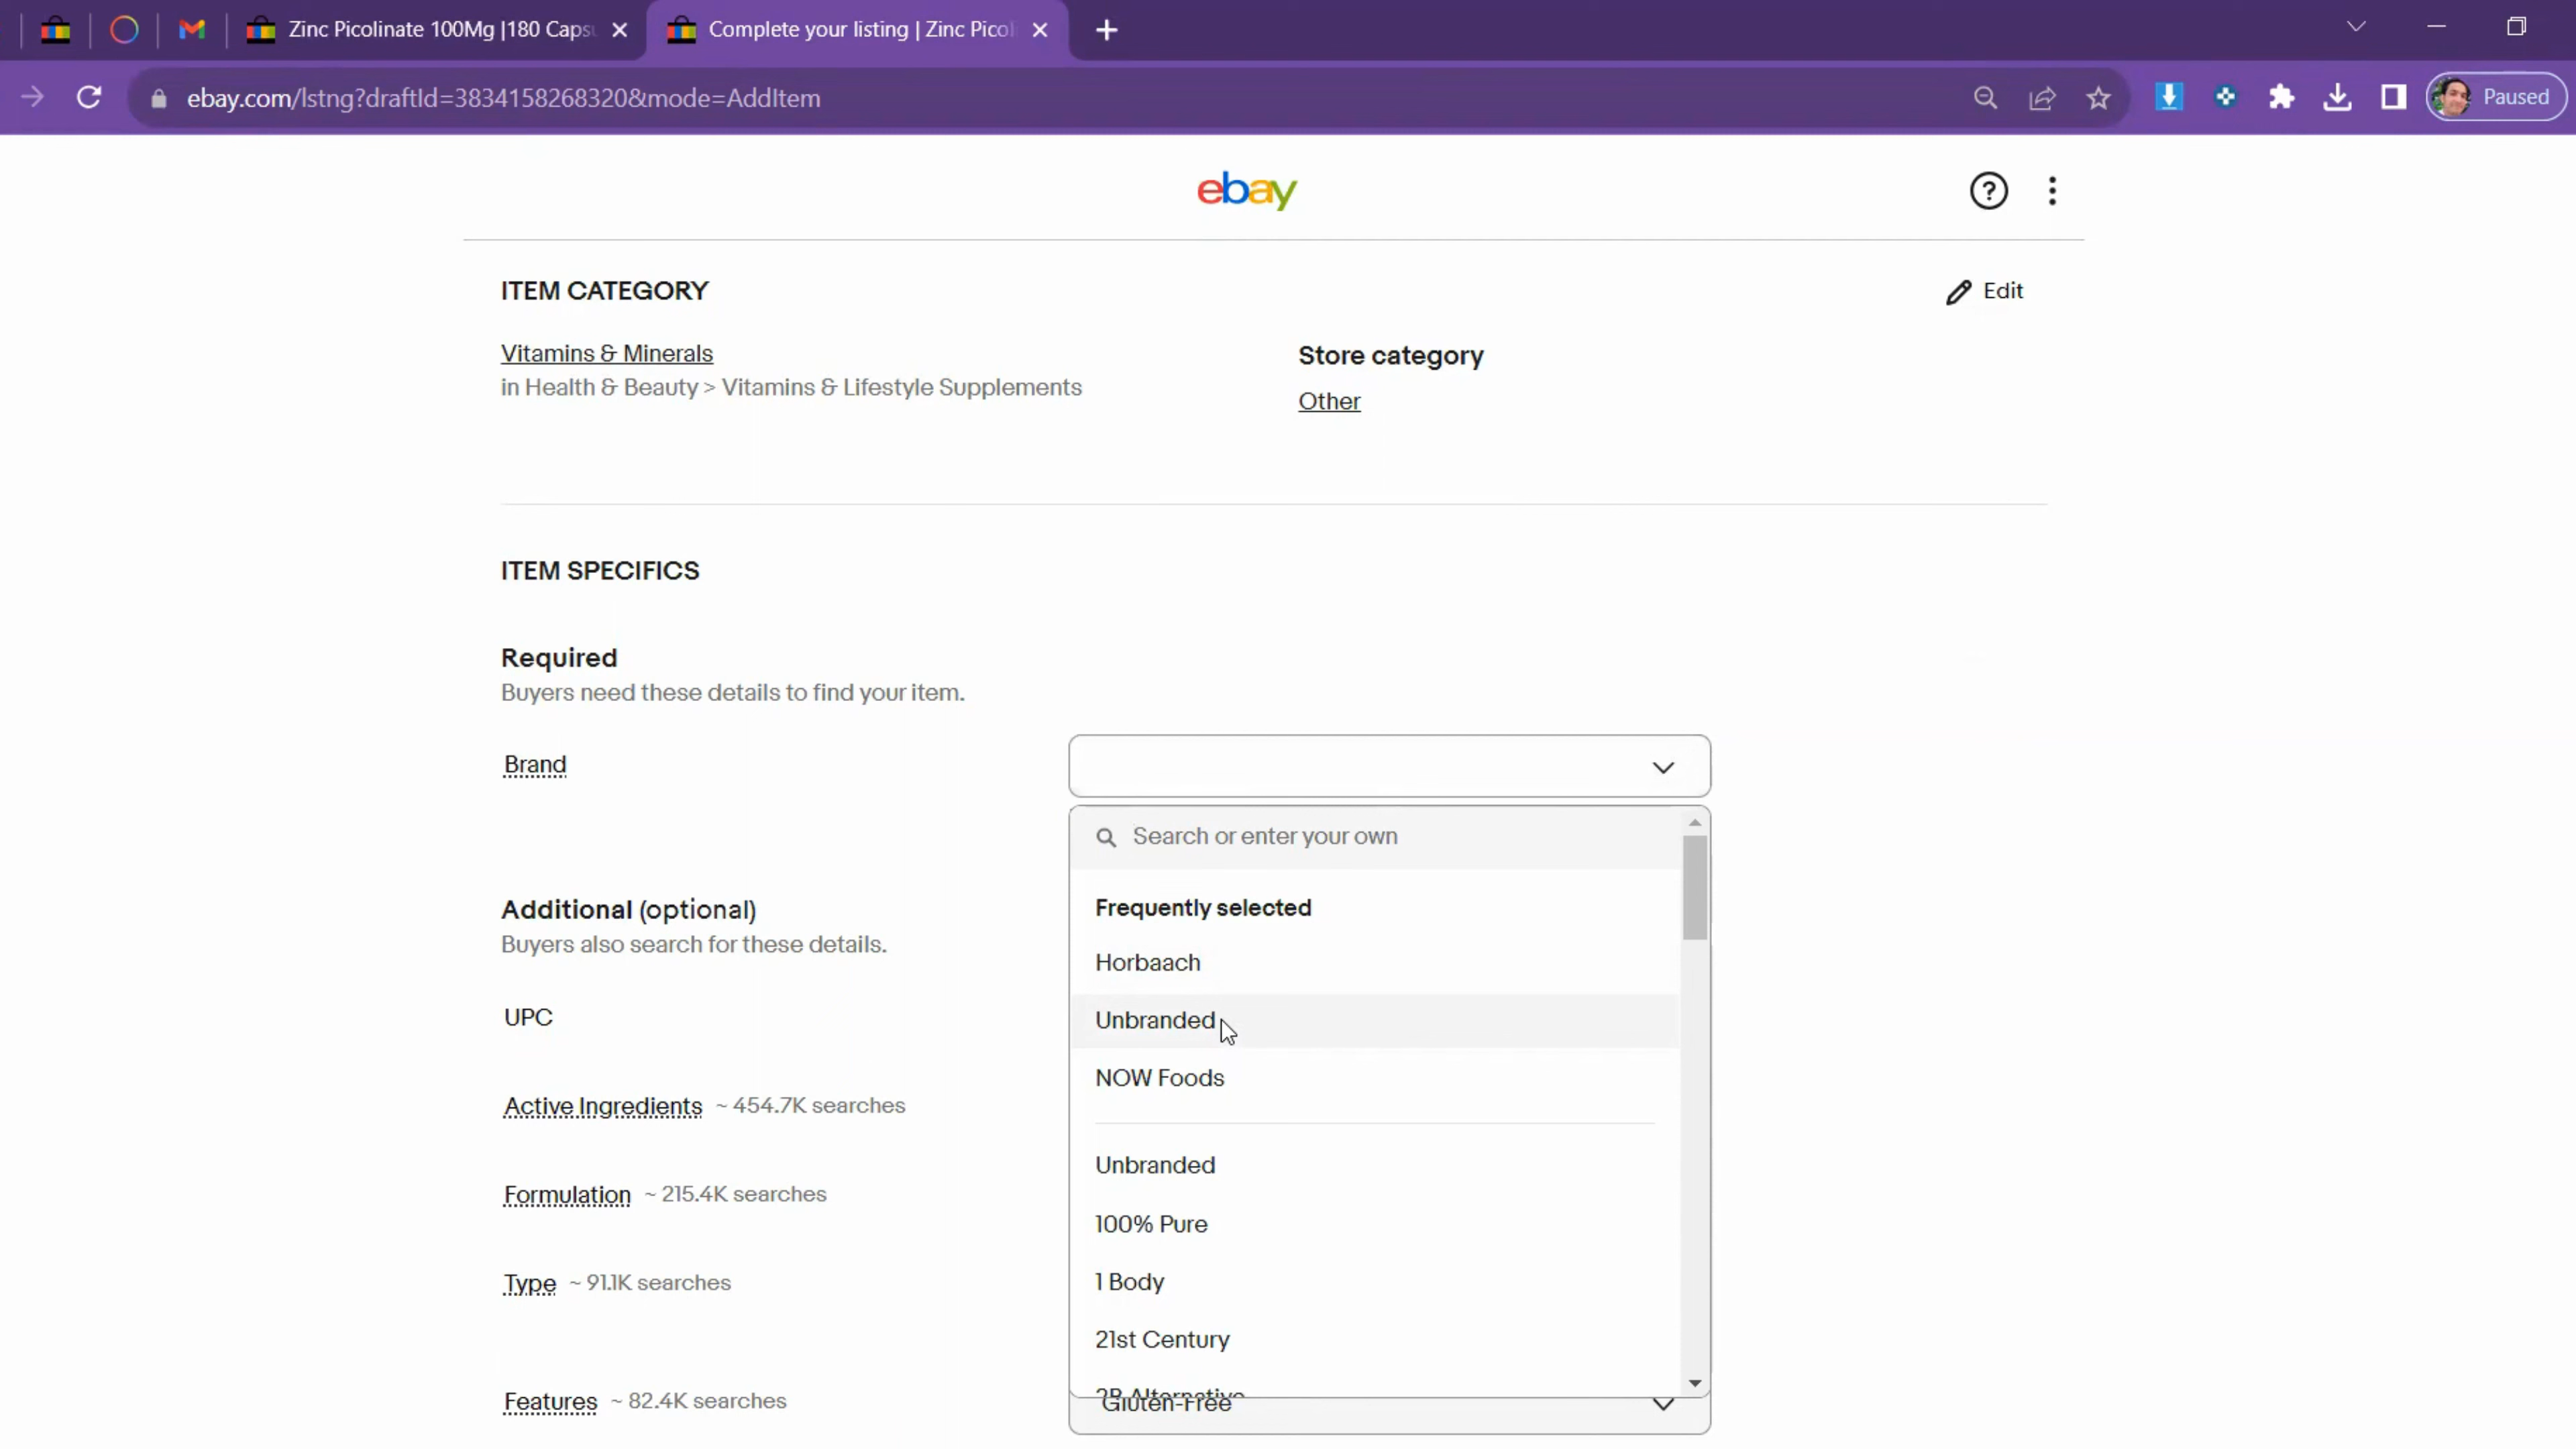 Zinc Picolinate 100Mg |180 Caps
Complete your listing | Zinc Picol
ebay.com/lstng?draftId=3834158268320&mode=AddItem
Paused
ebay
ITEM CATEGORY
Edit
Vitamins & Minerals
in Health & Beauty > Vitamins & Lifestyle Supplements
Store category
Other
ITEM SPECIFICS
Required
Buyers need these details to find your item.
Brand
Search or enter your own
Frequently selected
Horbaach
Unbranded
NOW Foods
Unbranded
100% Pure
1 Body
21st Century
2B Alternative
Gluten-Free
Additional (optional)
Buyers also search for these details.
UPC
Active Ingredients ~ 454.7K searches
Formulation ~ 215.4K searches
Type ~ 91.1K searches
Features ~ 82.4K searches